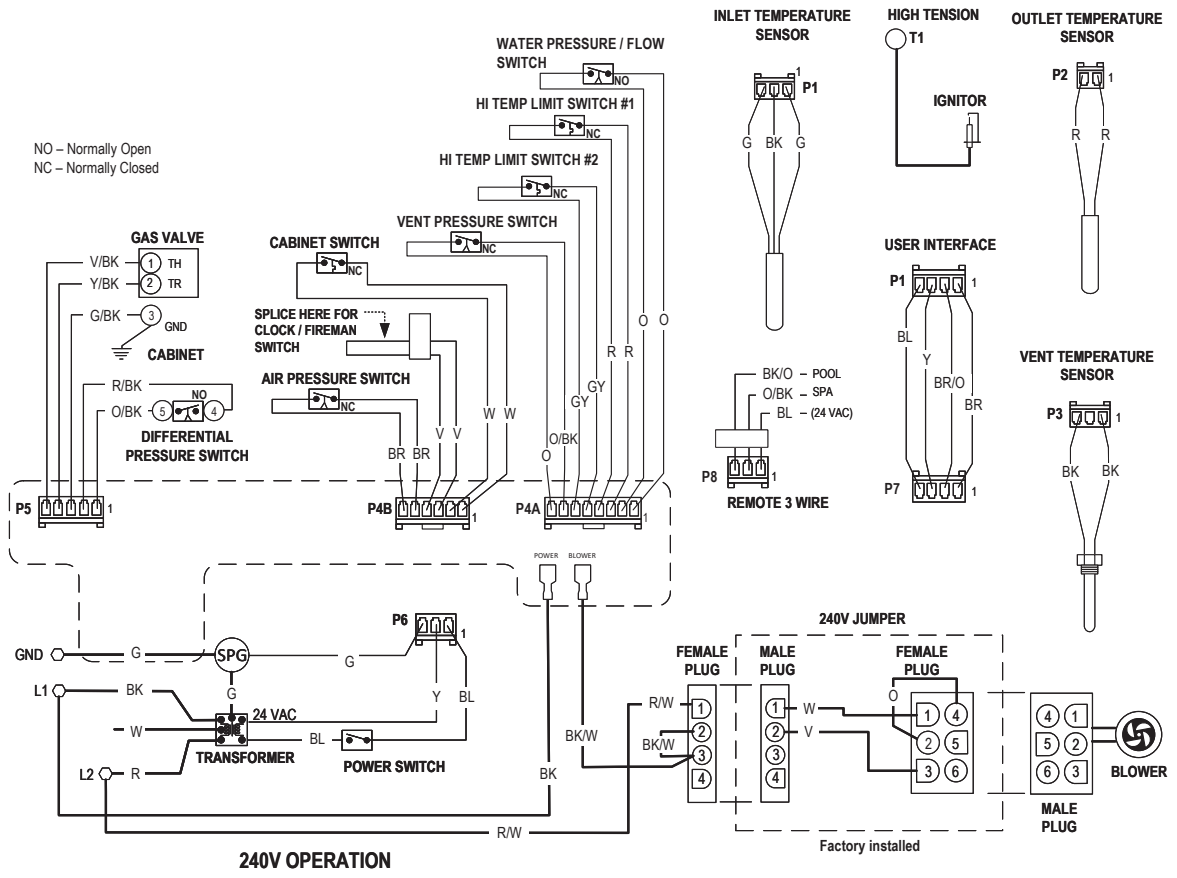 INLET TEMPERATURE
SENSOR
1
P1
G
BK
G
HIGH TENSION
T1
IGNITOR
OUTLET TEMPERATURE
SENSOR
P2
1
R
R
WATER PRESSURE / FLOW
SWITCH
NO
HI TEMP LIMIT SWITCH #1
NC
HI TEMP LIMIT SWITCH #2
NC
VENT PRESSURE SWITCH
NC
NO – Normally Open
NC – Normally Closed
GAS VALVE
V/BK
1
TH
Y/BK
2
TR
G/BK
3
GND
CABINET
R/BK
NO
O/BK
5
4
DIFFERENTIAL
PRESSURE SWITCH
CABINET SWITCH
NC
SPLICE HERE FOR
CLOCK / FIREMAN
SWITCH
AIR PRESSURE SWITCH
NC
BR
BR
V
V
W
W
O
O/BK
GY
GY
R
R
O
O
USER INTERFACE
P1
1
BL
Y
BR/O
BR
P7
1
BK/O – POOL
O/BK – SPA
BL – (24 VAC)
P8
1
REMOTE 3 WIRE
VENT TEMPERATURE
SENSOR
P3
1
BK
BK
P5
1
P4B
1
P4A
1
POWER
BLOWER
P6
1
GND
G
SPG
G
G
L1
BK
W
24 VAC
Y
BL
BL
TRANSFORMER
POWER SWITCH
L2
R
BK
BK/W
R/W
R/W
BK/W
240V JUMPER
FEMALE
PLUG
1
2
3
4
MALE
PLUG
1
2
3
4
W
V
FEMALE
PLUG
O
1
4
2
5
3
6
4
1
5
2
6
3
MALE
PLUG
BLOWER
Factory installed
240V OPERATION